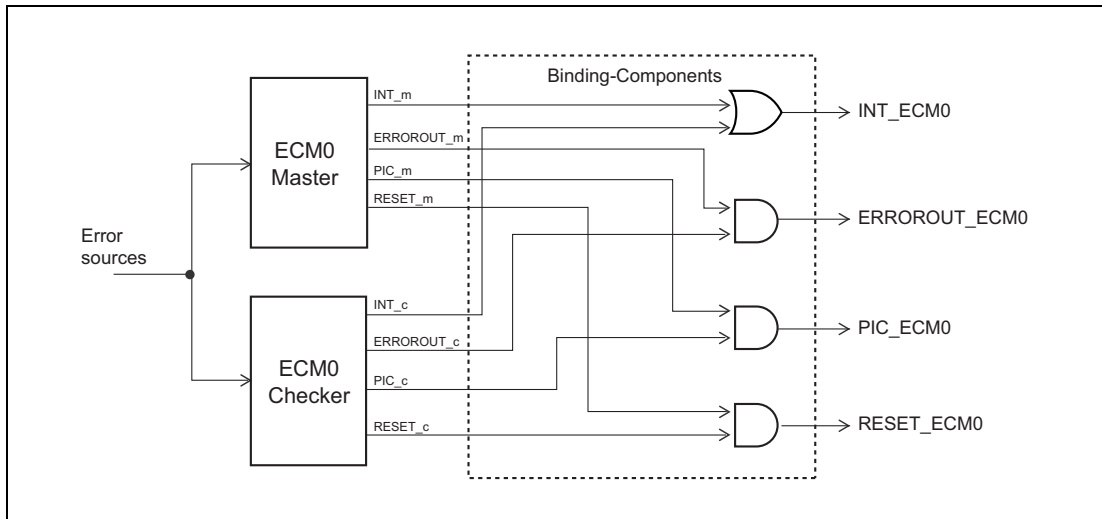 Binding-Components
INT_m
INT_ECM0
ERROROUT_m
ECM0
Master
PIC_m
RESET_m
ERROROUT_ECM0
Error
sources
INT_c
ERROROUT_c
PIC_ECM0
ECM0
Checker
PIC_c
RESET_c
RESET_ECM0